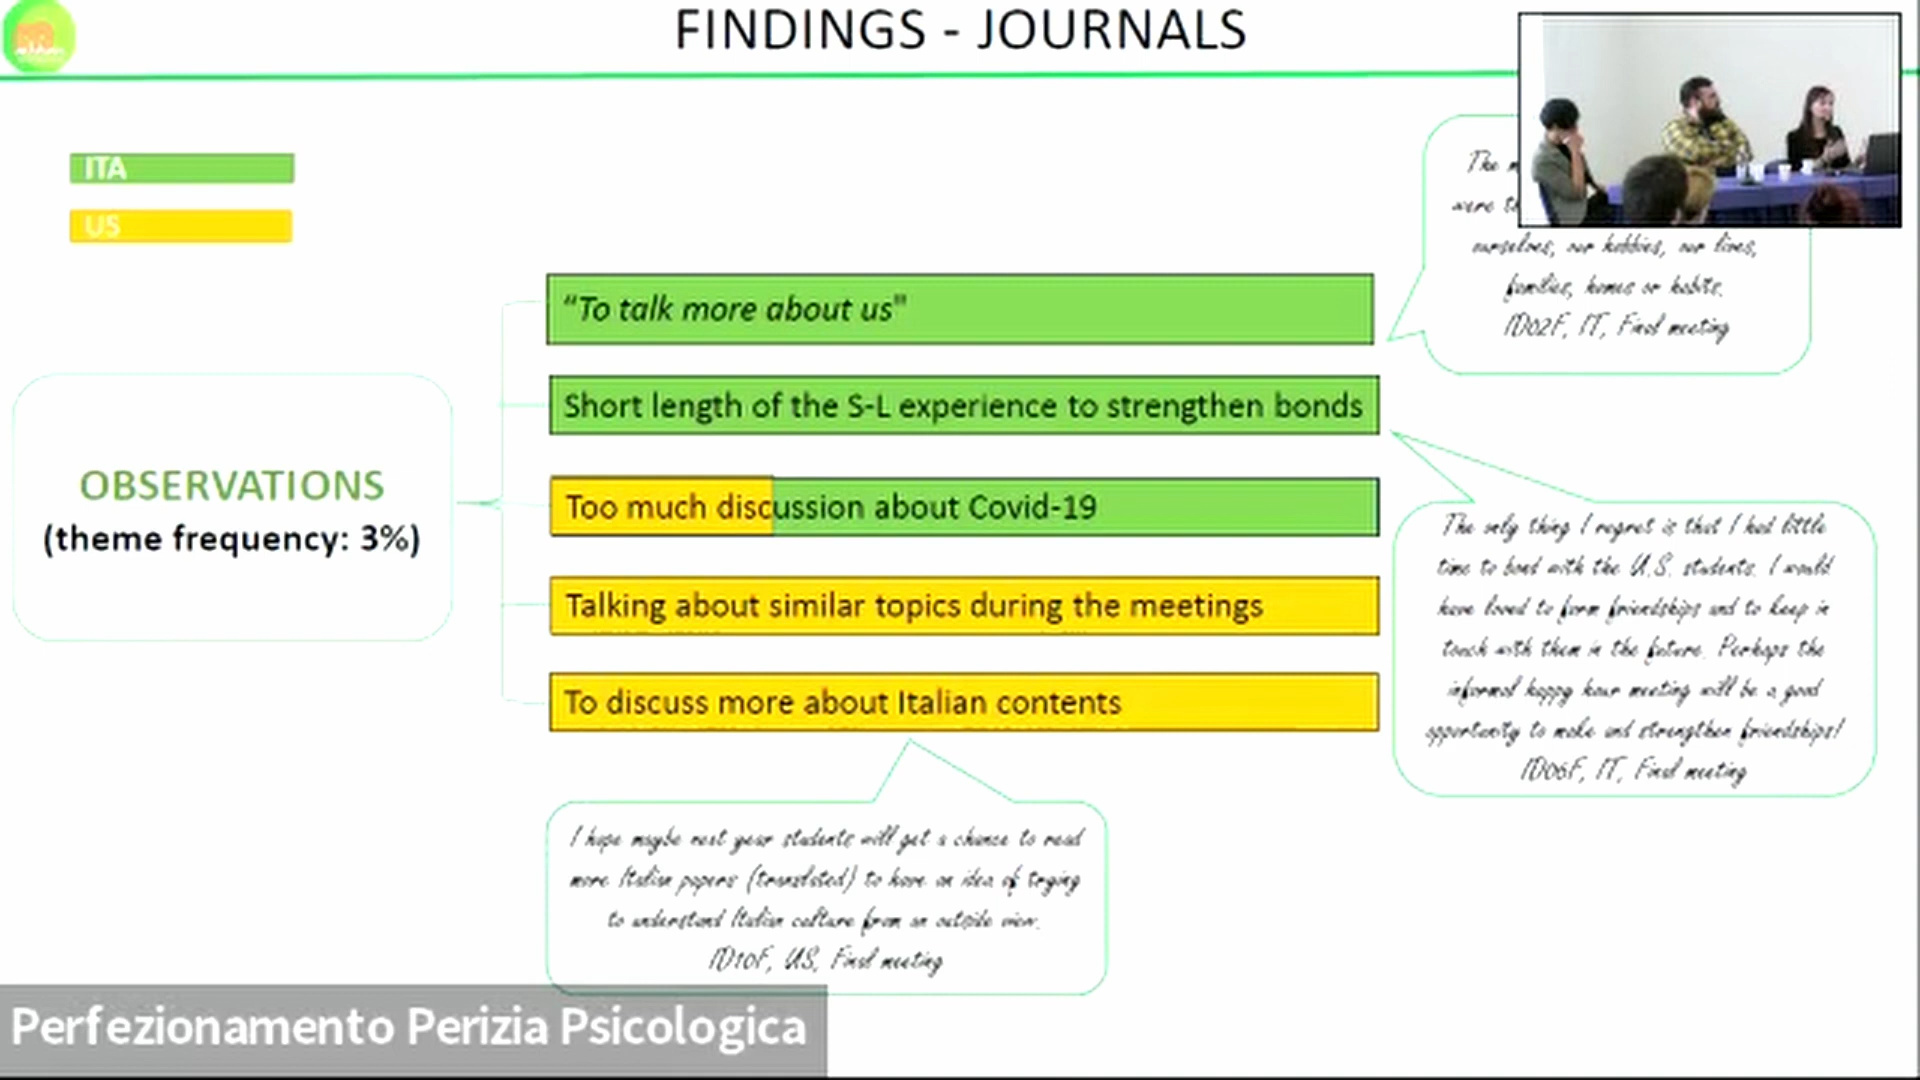 FINDINGS - JOURNALS
ITA
US
OBSERVATIONS
(theme frequency: 3%)
“To talk more about us"
Short length of the S-L experience to strengthen bonds
Too much discussion about Covid-19
Talking about similar topics during the meetings
To discuss more about Italian contents
The
were
ourselves, our hobbies, our lives,
families, homes or habits.
ID02F, IT, Final meeting
The only thing I regret is that I had little
time to bond with the U.S. students. I would
have loved to form friendships and to keep in
touch with them in the future. Perhaps the
informal happy hour meeting will be a good
opportunity to make and strengthen friendships!
ID06F, IT, Final meeting
I hope maybe next year students will get a chance to read
more Italian papers (translated) to have an idea of trying
to understand Italian culture from an outside view.
ID10F, US, Final meeting
Perfezionamento Perizia Psicologica